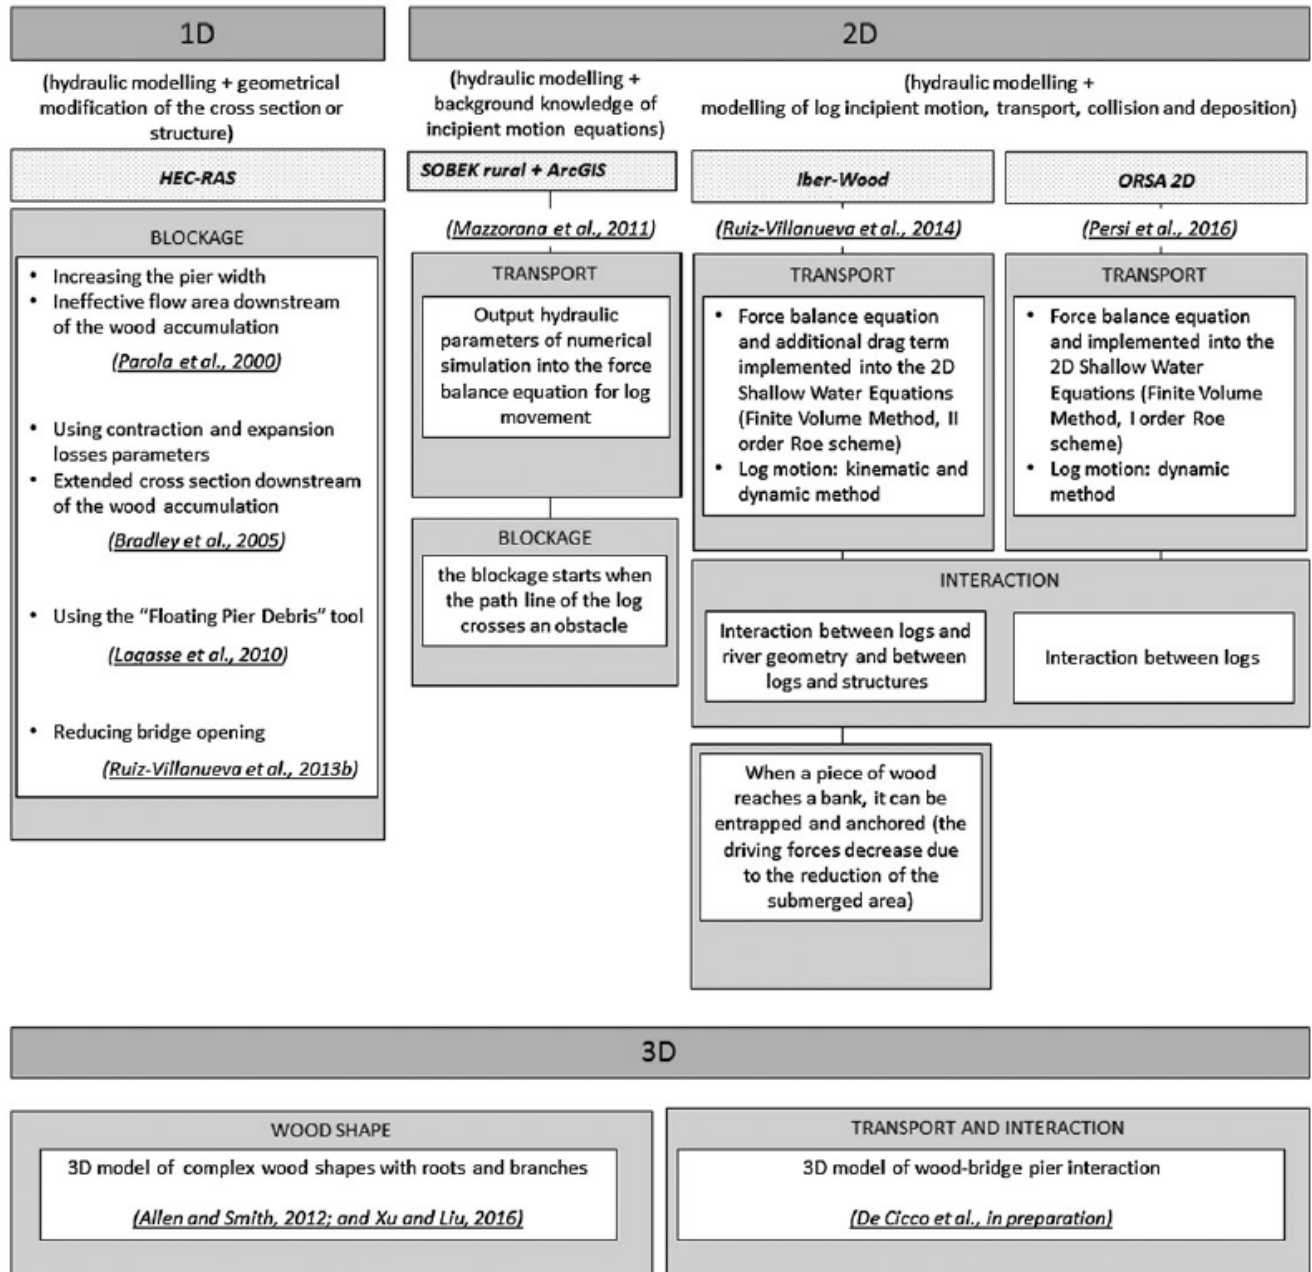 1D
(hydraulic modelling + geometrical
modification of the cross section or
structure)
HEC-RAS
BLOCKAGE
• Increasing the pier width
• Ineffective flow area downstream
of the wood accumulation
(Parola et al., 2000)
• Using contraction and expansion
losses parameters
• Extended cross section downstream
of the wood accumulation
(Bradley et al., 2005)
• Using the “Floating Pier Debris” tool
(Lagasse et al., 2010)
• Reducing bridge opening
(Ruiz-Villanueva et al., 2013b)
2D
(hydraulic modelling +
background knowledge of
incipient motion equations)
SOBEK rural + ArcGIS
(Mazzorana et al., 2011)
TRANSPORT
Output hydraulic
parameters of numerical
simulation into the force
balance equation for log
movement
BLOCKAGE
the blockage starts when
the path line of the log
crosses an obstacle
(hydraulic modelling +
modelling of log incipient motion, transport, collision and deposition)
Iber-Wood
(Ruiz-Villanueva et al., 2014)
TRANSPORT
• Force balance equation
and additional drag term
implemented into the 2D
Shallow Water Equations
(Finite Volume Method, II
order Roe scheme)
• Log motion: kinematic and
dynamic method
ORSA 2D
(Persi et al., 2016)
TRANSPORT
• Force balance equation
and implemented into the
2D Shallow Water
Equations (Finite Volume
Method, I order Roe
scheme)
• Log motion: dynamic
method
INTERACTION
Interaction between logs and
river geometry and between
logs and structures
Interaction between logs
When a piece of wood
reaches a bank, it can be
entrapped and anchored (the
driving forces decrease due
to the reduction of the
submerged area)
3D
WOOD SHAPE
3D model of complex wood shapes with roots and branches
(Allen and Smith, 2012; and Xu and Liu, 2016)
TRANSPORT AND INTERACTION
3D model of wood-bridge pier interaction
(De Cicco et al., in preparation)